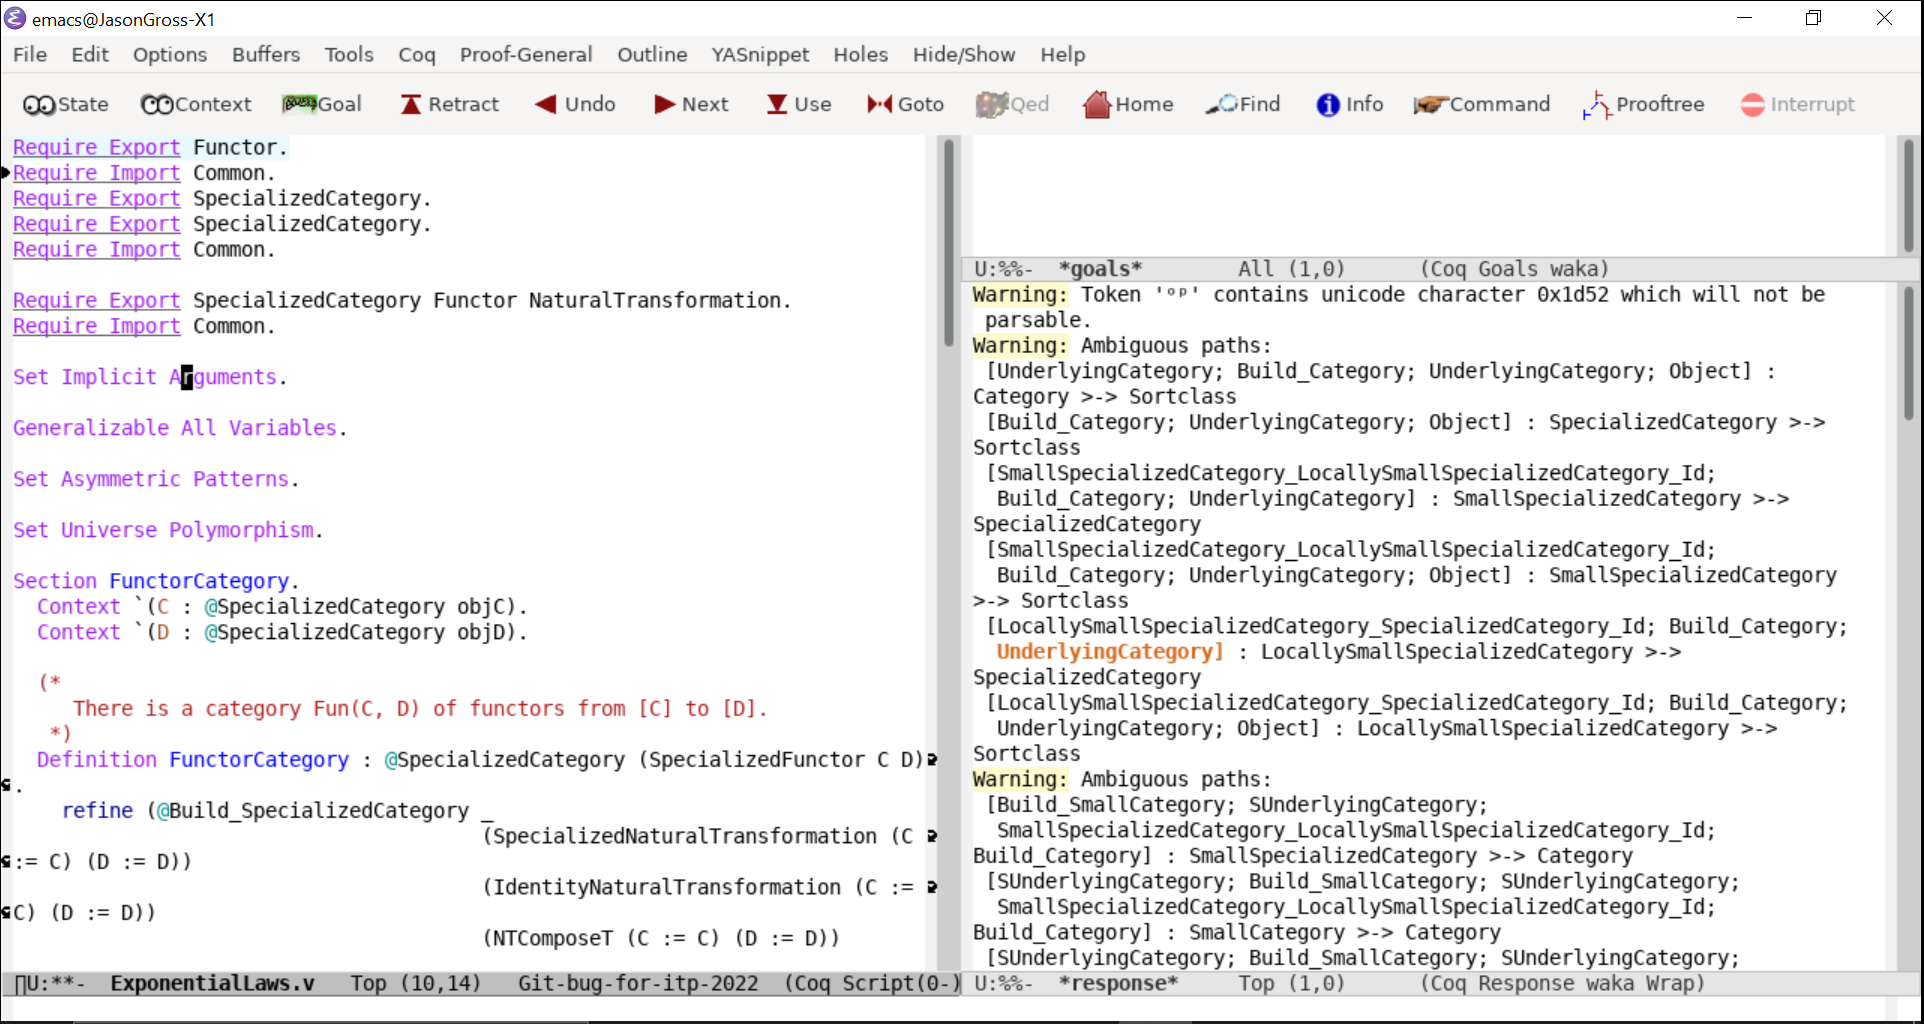 emacs@JasonGross-X1
File Edit Options Buffers Tools Coq Proof-General Outline YASnippet Holes Hide/Show Help
State Context Goal Retract Undo Next Use Goto Qed Home Find Info Command Prooftree Interrupt
Require Export Functor.
Require Import Common.
Require Export SpecializedCategory.
Require Export SpecializedCategory.
Require Import Common.
Require Export SpecializedCategory Functor NaturalTransformation.
Require Import Common.
Set Implicit Arguments.
Generalizable All Variables.
Set Asymmetric Patterns.
Set Universe Polymorphism.
Section FunctorCategory.
Context `(C : @SpecializedCategory objC).
Context `(D : @SpecializedCategory objD).
(*
There is a category Fun(C, D) of functors from [C] to [D].
*)
Definition FunctorCategory : @SpecializedCategory (SpecializedFunctor C D)
.
refine (@Build_SpecializedCategory _
(SpecializedNaturalTransformation (C
:= C) (D := D))
(IdentityNaturalTransformation (C :=
C) (D := D))
(NTComposeT (C := C) (D := D))
U:**- ExponentialLaws.v Top (10,14) Git-bug-for-itp-2022 (Coq Script(0-)
U:%%- *goals* All (1,0) (Coq Goals waka)
Warning: Token 'ᵒᵖ' contains unicode character 0x1d52 which will not be
parsable.
Warning: Ambiguous paths:
[UnderlyingCategory; Build_Category; UnderlyingCategory; Object] :
Category >-> Sortclass
[Build_Category; UnderlyingCategory; Object] : SpecializedCategory >->
Sortclass
[SmallSpecializedCategory_LocallySmallSpecializedCategory_Id;
Build_Category; UnderlyingCategory] : SmallSpecializedCategory >->
SpecializedCategory
[SmallSpecializedCategory_LocallySmallSpecializedCategory_Id;
Build_Category; UnderlyingCategory; Object] : SmallSpecializedCategory
>-> Sortclass
[LocallySmallSpecializedCategory_SpecializedCategory_Id; Build_Category;
UnderlyingCategory] : LocallySmallSpecializedCategory >->
SpecializedCategory
[LocallySmallSpecializedCategory_SpecializedCategory_Id; Build_Category;
UnderlyingCategory; Object] : LocallySmallSpecializedCategory >->
Sortclass
Warning: Ambiguous paths:
[Build_SmallCategory; SUnderlyingCategory;
SmallSpecializedCategory_LocallySmallSpecializedCategory_Id;
Build_Category] : SmallSpecializedCategory >-> Category
[SUnderlyingCategory; Build_SmallCategory; SUnderlyingCategory;
SmallSpecializedCategory_LocallySmallSpecializedCategory_Id;
Build_Category] : SmallCategory >-> Category
[SUnderlyingCategory; Build_SmallCategory; SUnderlyingCategory;
U:%%- *response* Top (1,0) (Coq Response waka Wrap)